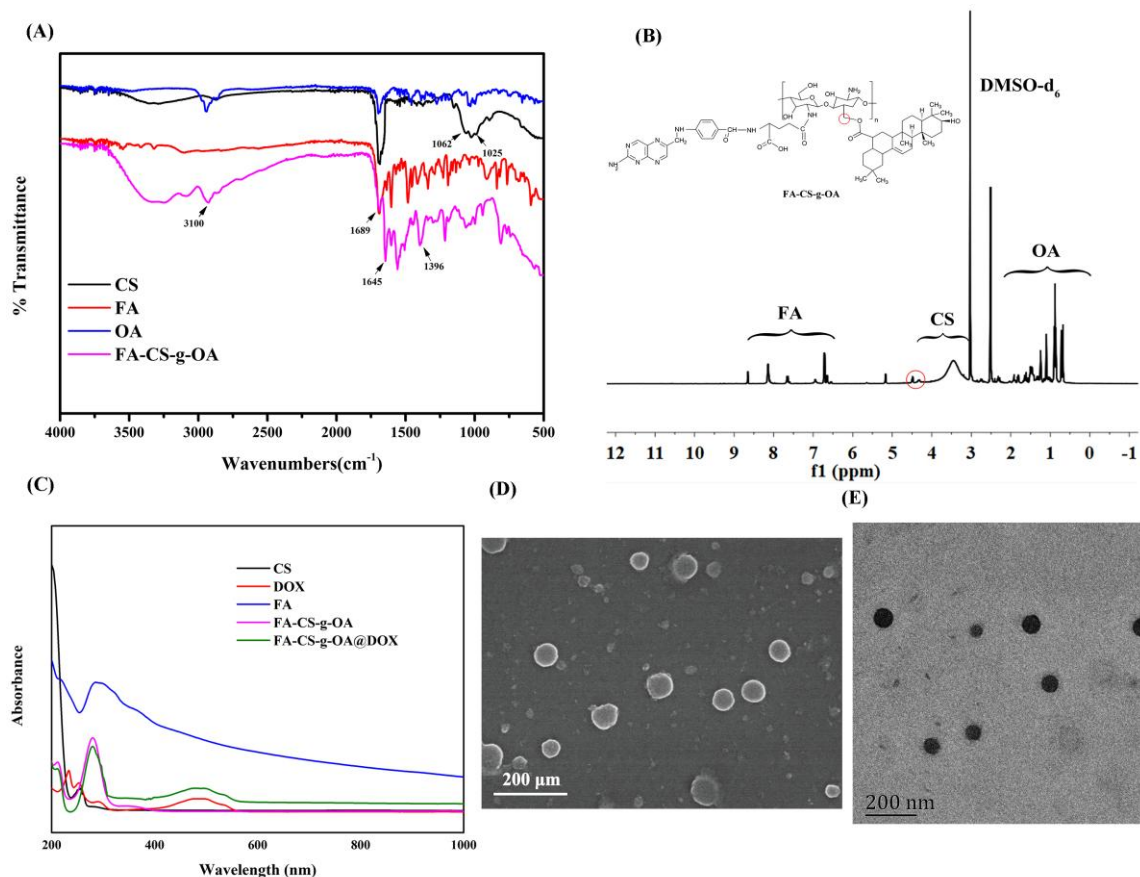 (A)
% Transmittance
1062
1025
3100
1689
1645
1396
CS
FA
OA
FA-CS-g-OA
4000 3500 3000 2500 2000 1500 1000 500
Wavenumbers(cm⁻¹)
(B)
DMSO-d₆
FA-CS-g-OA
FA
CS
OA
12 11 10 9 8 7 6 5 4 3 2 1 0 -1
f1 (ppm)
(C)
Absorbance
CS
DOX
FA
FA-CS-g-OA
FA-CS-g-OA@DOX
200 400 600 800 1000
Wavelength (nm)
(D)
200 μm
(E)
200 nm